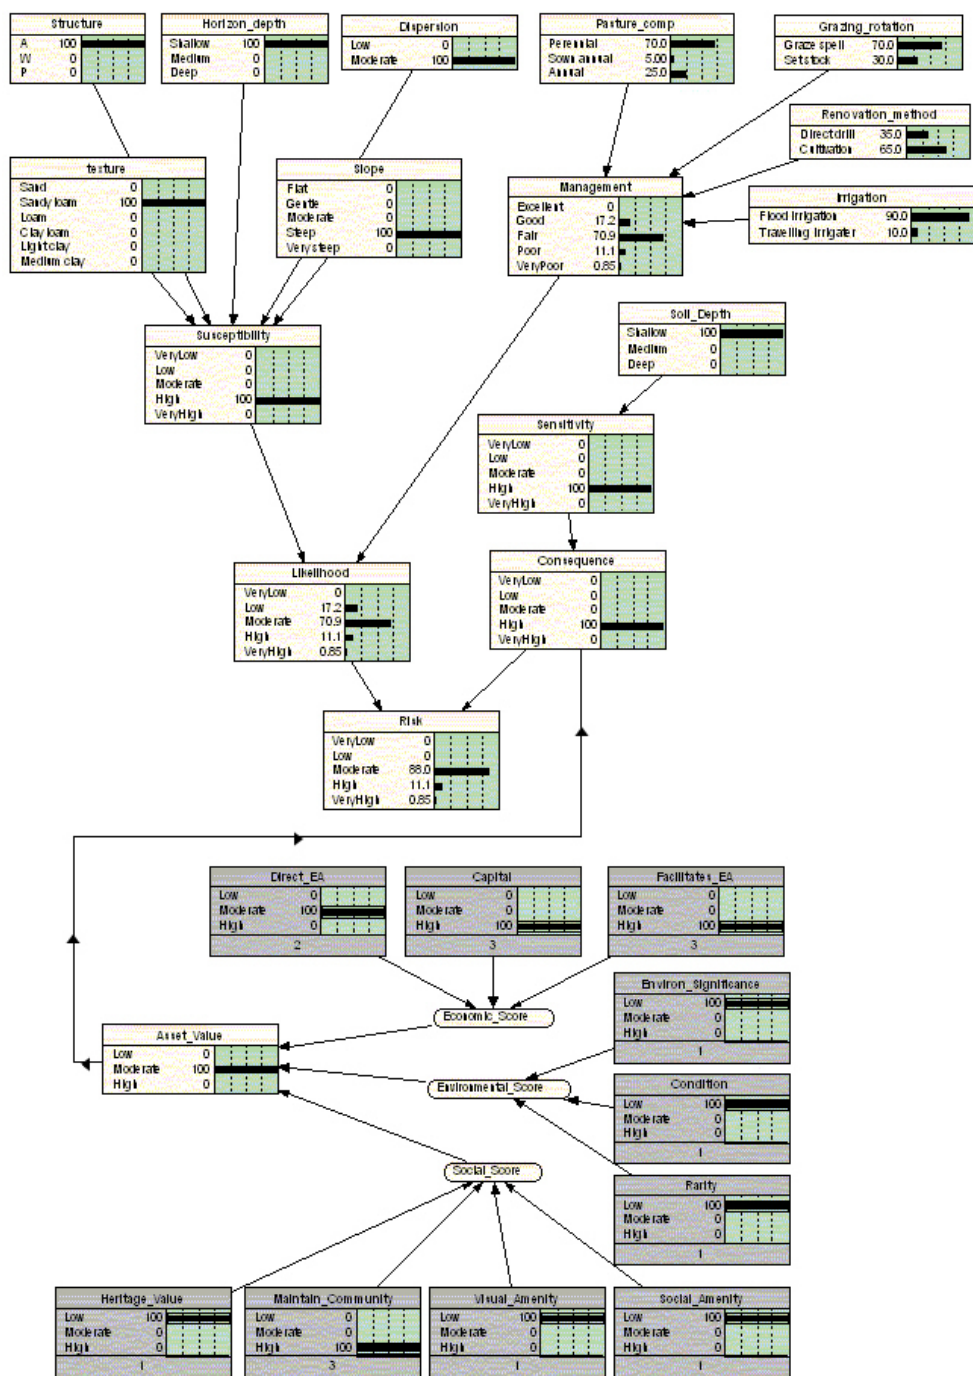 Structure
A 100
W 0
P 0
Horizon_depth
Shallow 100
Medium 0
Deep 0
Dispersion
Low 0
Moderate 100
Pasture_comp
Perennial 70.0
Sown annual 5.00
Annual 25.0
Grazing_rotation
Graze spell 70.0
Set stock 30.0
Renovation_method
Direct drill 35.0
Cultivation 65.0
texture
Sand 0
Sandy loam 100
Loam 0
Clay loam 0
Light clay 0
Medium clay 0
Slope
Flat 0
Gentle 0
Moderate 0
Steep 100
Very steep 0
Management
Excellent 0
Good 17.2
Fair 70.9
Poor 11.1
VeryPoor 0.85
Irrigation
Flood Irrigation 90.0
Travelling Irrigater 10.0
Susceptibility
VeryLow 0
Low 0
Moderate 0
High 100
VeryHigh 0
Soil_Depth
Shallow 100
Medium 0
Deep 0
Sensitivity
VeryLow 0
Low 0
Moderate 0
High 100
VeryHigh 0
Likelihood
VeryLow 0
Low 17.2
Moderate 70.9
High 11.1
VeryHigh 0.85
Consequence
VeryLow 0
Low 0
Moderate 0
High 100
VeryHigh 0
Risk
VeryLow 0
Low 0
Moderate 88.0
High 11.1
VeryHigh 0.85
Direct_EA
Low 0
Moderate 100
High 0
2
Capital
Low 0
Moderate 0
High 100
3
Facilitates_EA
Low 0
Moderate 0
High 100
3
Environ_Significance
Low 100
Moderate 0
High 0
1
Economic_Score
Asset_Value
Low 0
Moderate 100
High 0
Environmental_Score
Condition
Low 100
Moderate 0
High 0
1
Social_Score
Rarity
Low 100
Moderate 0
High 0
1
Heritage_Value
Low 100
Moderate 0
High 0
1
Maintain_Community
Low 0
Moderate 0
High 100
3
Visual_Amenity
Low 100
Moderate 0
High 0
1
Social_Amenity
Low 100
Moderate 0
High 0
1